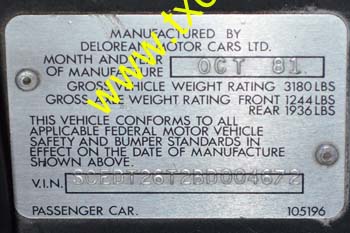 MANUFACTURED BY
DELOREAN MOTOR CARS LTD.
MONTH AND YEAR
OF MANUFACTURE OCT 81
GROSS VEHICLE WEIGHT RATING 3180 LBS
GROSS AXLE WEIGHT RATING FRONT 1244 LBS
REAR 1936 LBS
THIS VEHICLE CONFORMS TO ALL
APPLICABLE FEDERAL MOTOR VEHICLE
SAFETY AND BUMPER STANDARDS IN
EFFECT ON THE DATE OF MANUFACTURE
SHOWN ABOVE.
V.I.N.
PASSENGER CAR. 105196